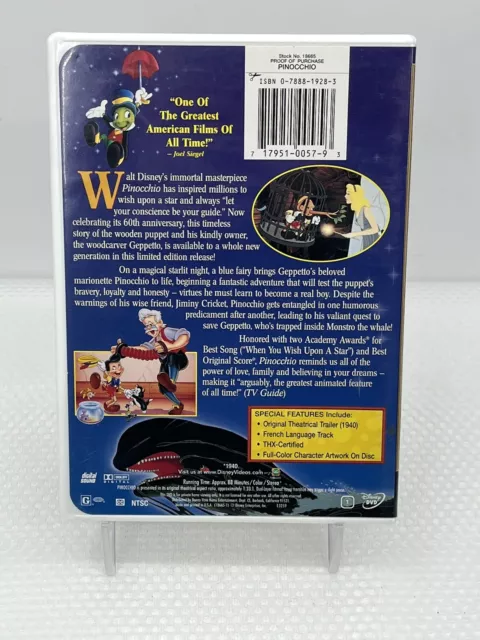 Stock No. 18665
PROOF OF PURCHASE
PINOCCHIO
ISBN 0-7888-1928-3
7 17951 0057-9 3
"One Of
The Greatest
American Films Of
All Time!"
– Joel Siegel
Walt Disney's immortal masterpiece
Pinocchio has inspired millions to
wish upon a star and always "let
your conscience be your guide." Now
celebrating its 60th anniversary, this timeless
story of the wooden puppet and his kindly owner,
the woodcarver Geppetto, is available to a whole new
generation in this limited edition release!
On a magical starlit night, a blue fairy brings Geppetto's beloved
marionette Pinocchio to life, beginning a fantastic adventure that will test the puppet's
bravery, loyalty and honesty – virtues he must learn to become a real boy. Despite the
warnings of his wise friend, Jiminy Cricket, Pinocchio gets entangled in one humorous
predicament after another, leading to his valiant quest to
save Geppetto, who's trapped inside Monstro the whale!
Honored with two Academy Awards® for
Best Song ("When You Wish Upon A Star") and Best
Original Score, Pinocchio reminds us all of the
power of love, family and believing in your dreams –
making it "arguably, the greatest animated feature
of all time!" (TV Guide)
SPECIAL FEATURES Include:
• Original Theatrical Trailer (1940)
• French Language Track
• THX-Certified
• Full-Color Character Artwork On Disc
*1940.
Visit us at www.DisneyVideos.com
Running Time: Approx. 88 Minutes / Color / Stereo
digital
sound
DOLBY
DIGITAL
G
NTSC
1
Disney
DVD